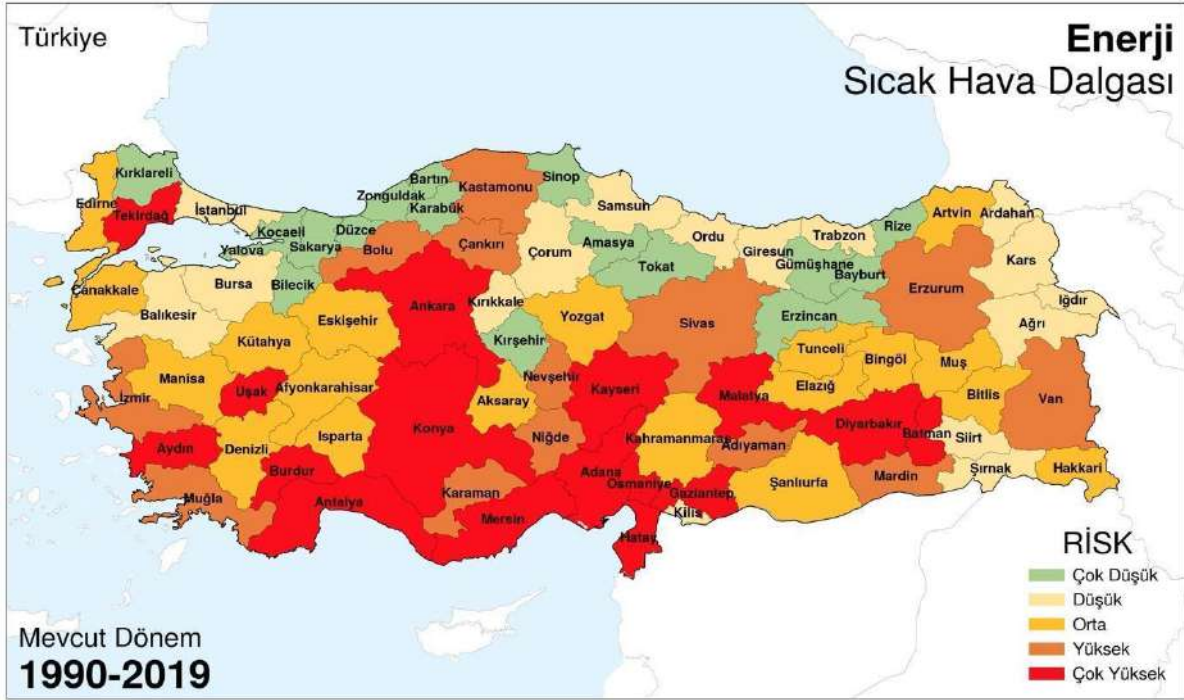 Türkiye
Enerji
Sıcak Hava Dalgası
Kırklareli
Edirne
Tekirdağ
İstanbul
Kocaeli
Yalova
Sakarya
Düzce
Zonguldak
Bartın
Karabük
Kastamonu
Sinop
Samsun
Bolu
Çankırı
Çorum
Amasya
Tokat
Ordu
Giresun
Trabzon
Gümüşhane
Bayburt
Rize
Artvin
Ardahan
Kars
Iğdır
Ağrı
Erzurum
Erzincan
Çanakkale
Balıkesir
Bursa
Bilecik
Eskişehir
Kütahya
Ankara
Kırıkkale
Kırşehir
Yozgat
Sivas
Tunceli
Bingöl
Muş
Bitlis
Van
Manisa
İzmir
Uşak
Afyonkarahisar
Aksaray
Nevşehir
Kayseri
Malatya
Elazığ
Diyarbakır
Batman
Siirt
Şırnak
Hakkari
Aydın
Denizli
Isparta
Burdur
Konya
Niğde
Kahramanmaraş
Adıyaman
Şanlıurfa
Mardin
Muğla
Antalya
Karaman
Mersin
Adana
Osmaniye
Gaziantep
Kilis
Hatay
RİSK
Çok Düşük
Düşük
Orta
Yüksek
Çok Yüksek
Mevcut Dönem
1990-2019